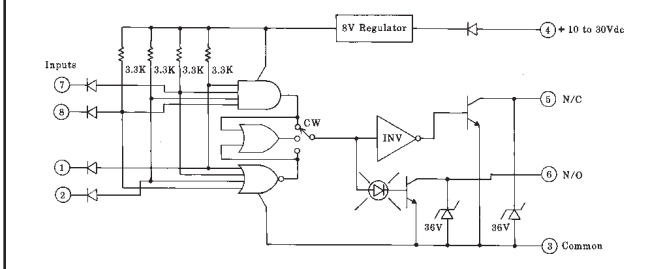 8V Regulator
4 + 10 to 30Vdc
Inputs
3.3K 3.3K 3.3K 3.3K
7
8
CW
INV
5 N/C
1
2
6 N/O
36V 36V
3 Common